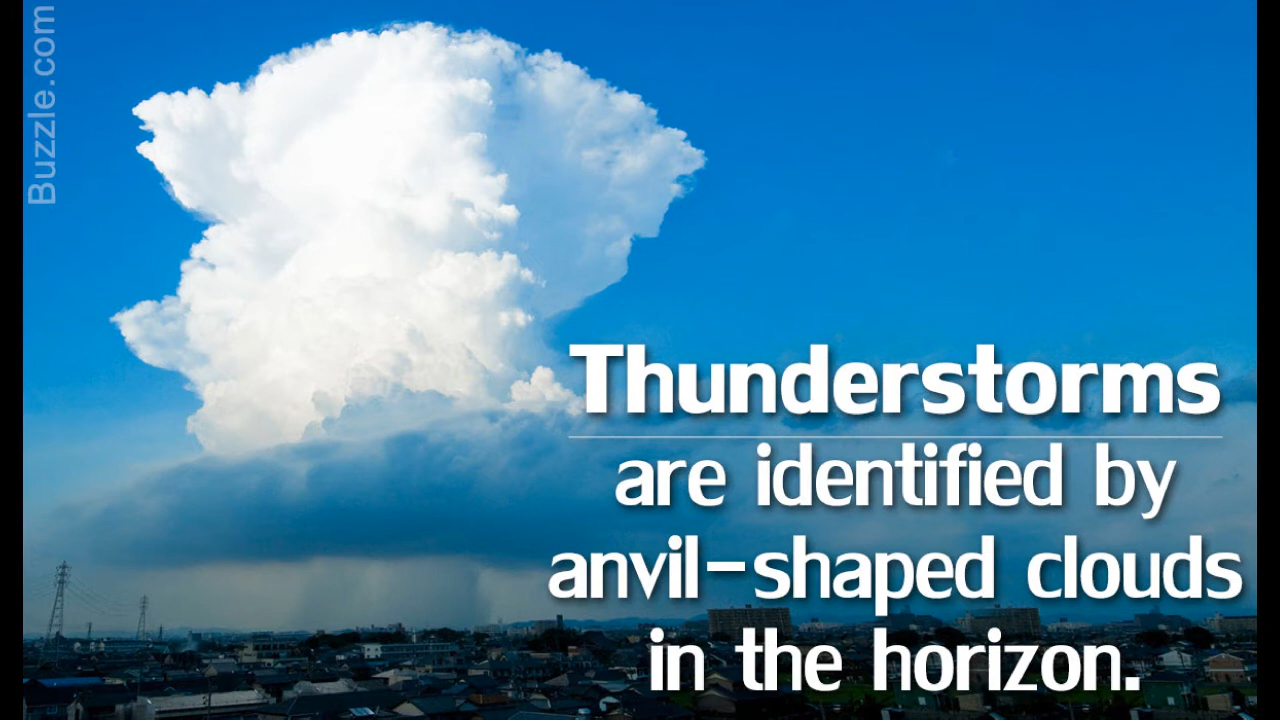 Buzzle.com
Thunderstorms
are identified by
anvil-shaped clouds
in the horizon.